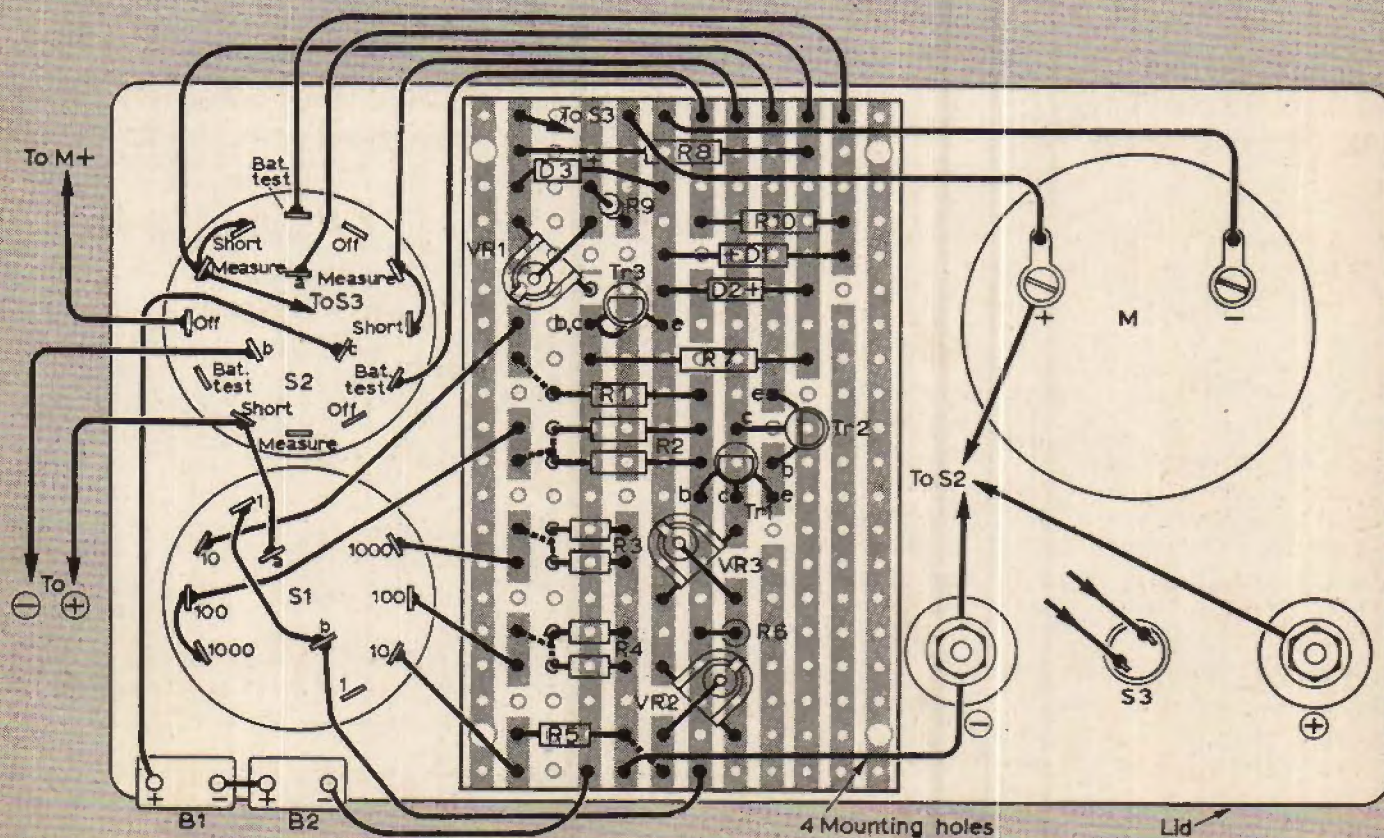 To S3
R8
To M+
Bat.
test
D3 +
Short
Off
R9
R10
Measure
a
Measure
VR1
+D1
To S3
Tr3
D2+
Off
Short
b,c
e
+
M
-
b
c
R7
Bat.
test
S2
Bat.
test
R1
e
Short
Off
c
Tr2
Measure
R2
b
To S2
1
b
c
e
Tr1
10
a
1000
R3
VR3
To
- +
100
S1
100
b
R6
1000
10
R4
1
VR2
S3
-
+
R5
+ - + -
B1
B2
4 Mounting holes
Lid